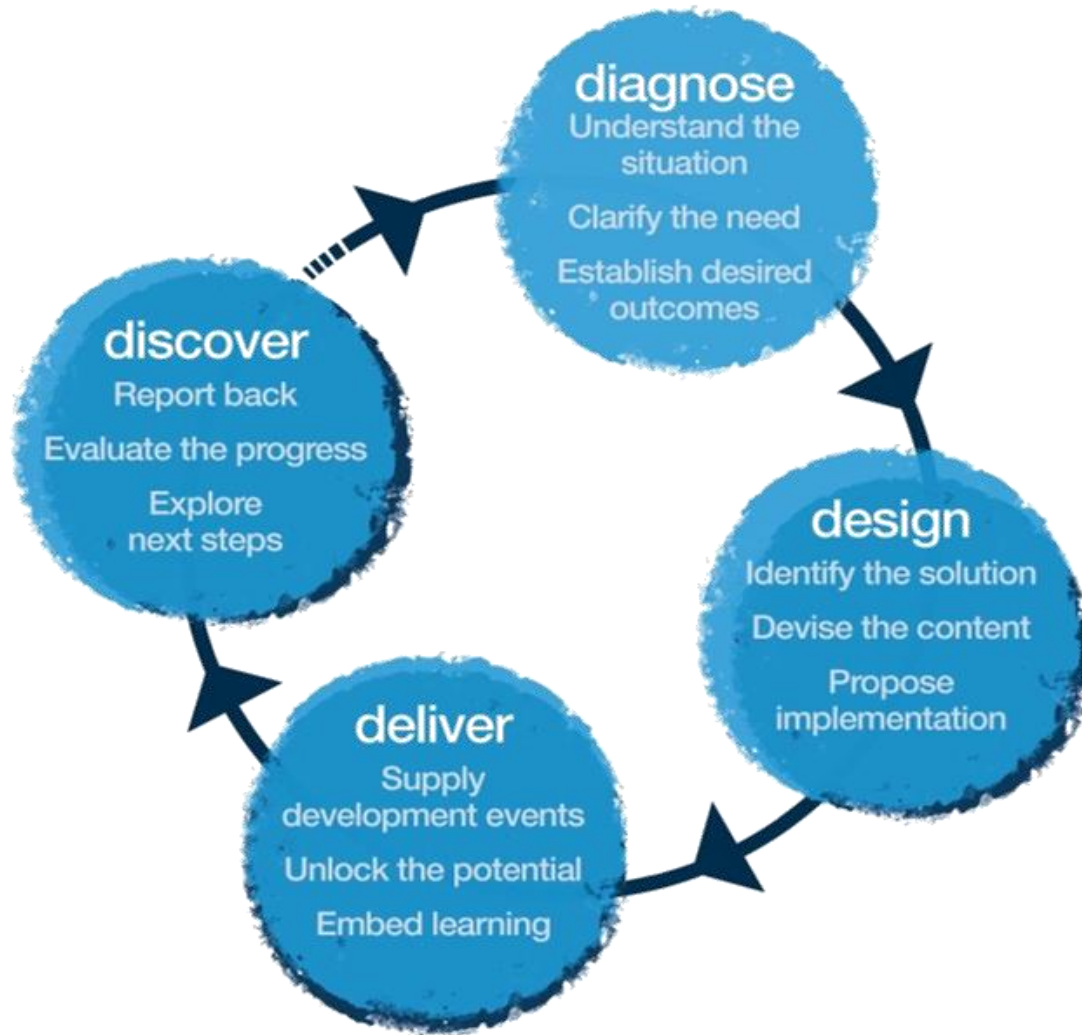 diagnose
Understand the
situation
Clarify the need
Establish desired
outcomes
design
Identify the solution
Devise the content
Propose
implementation
deliver
Supply
development events
Unlock the potential
Embed learning
discover
Report back
Evaluate the progress
Explore
next steps